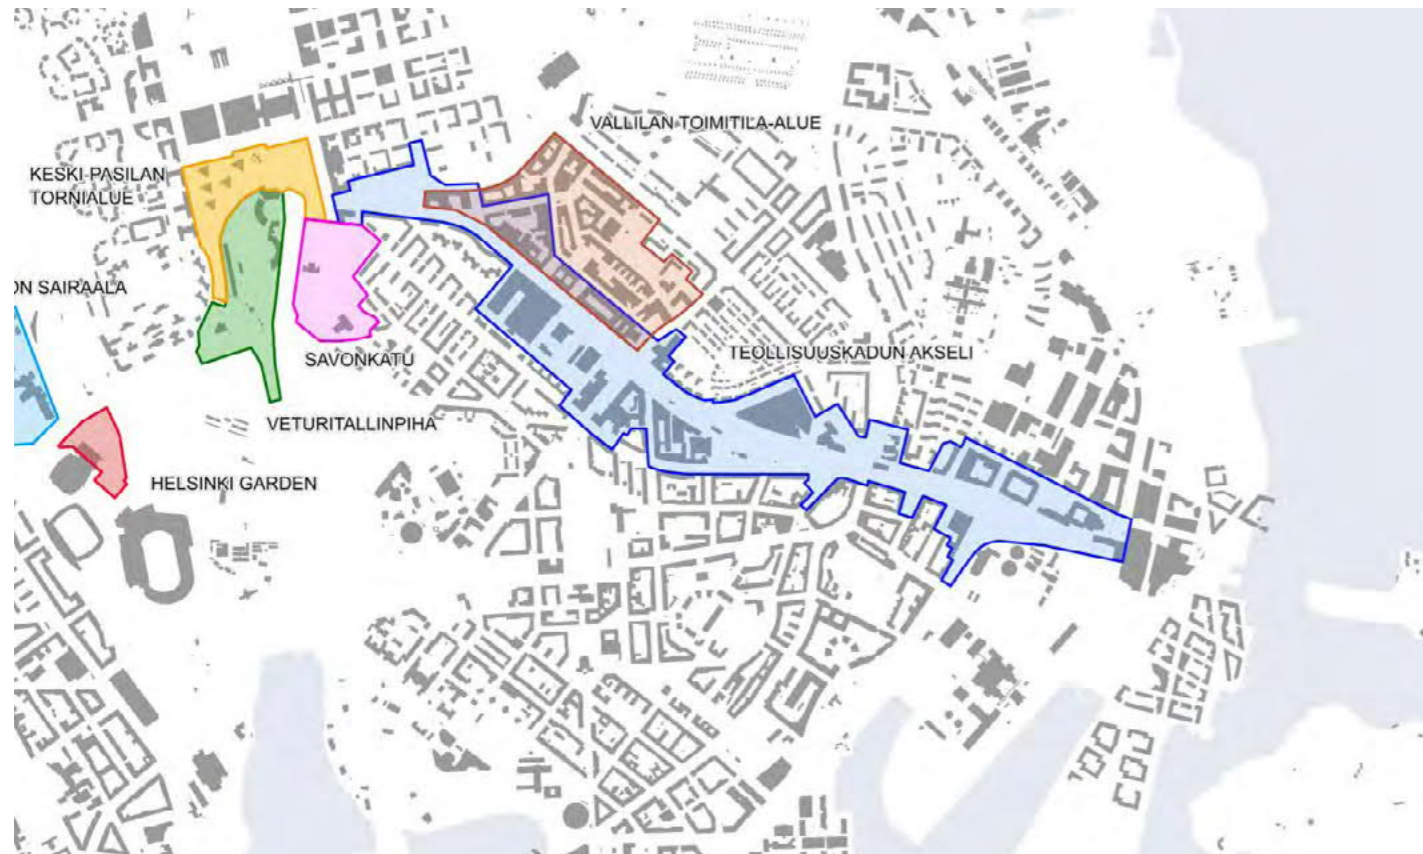 VALLILAN TOIMITILA-ALUE
KESKI-PASILAN
TORNIALUE
ON SAIRAALA
SAVONKATU
TEOLLISUUSKADUN AKSELI
VETURITALLINPIHA
HELSINKI GARDEN